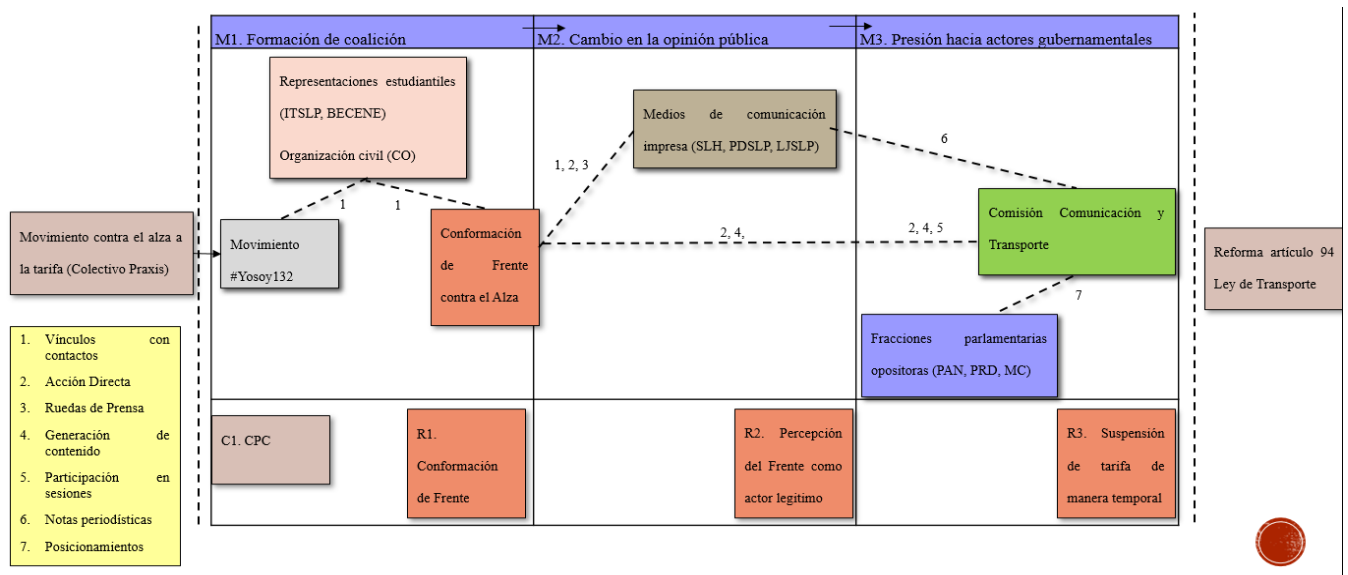 M1. Formación de coalición
M2. Cambio en la opinión pública
M3. Presión hacia actores gubernamentales
Representaciones estudiantiles
(ITSLP, BECENE)
Organización civil (CO)
Medios de comunicación
impresa (SLH, PDSLP, LJSLP)
6
1, 2, 3
1
1
Movimiento contra el alza a
la tarifa (Colectivo Praxis)
Movimiento
#Yosoy132
Conformación
de Frente
contra el Alza
2, 4,
2, 4, 5
Comisión Comunicación y
Transporte
Reforma artículo 94
Ley de Transporte
7
Fracciones parlamentarias
opositoras (PAN, PRD, MC)
1. Vínculos con
contactos
2. Acción Directa
3. Ruedas de Prensa
4. Generación de
contenido
5. Participación en
sesiones
6. Notas periodísticas
7. Posicionamientos
C1. CPC
R1.
Conformación
de Frente
R2. Percepción
del Frente como
actor legitimo
R3. Suspensión
de tarifa de
manera temporal